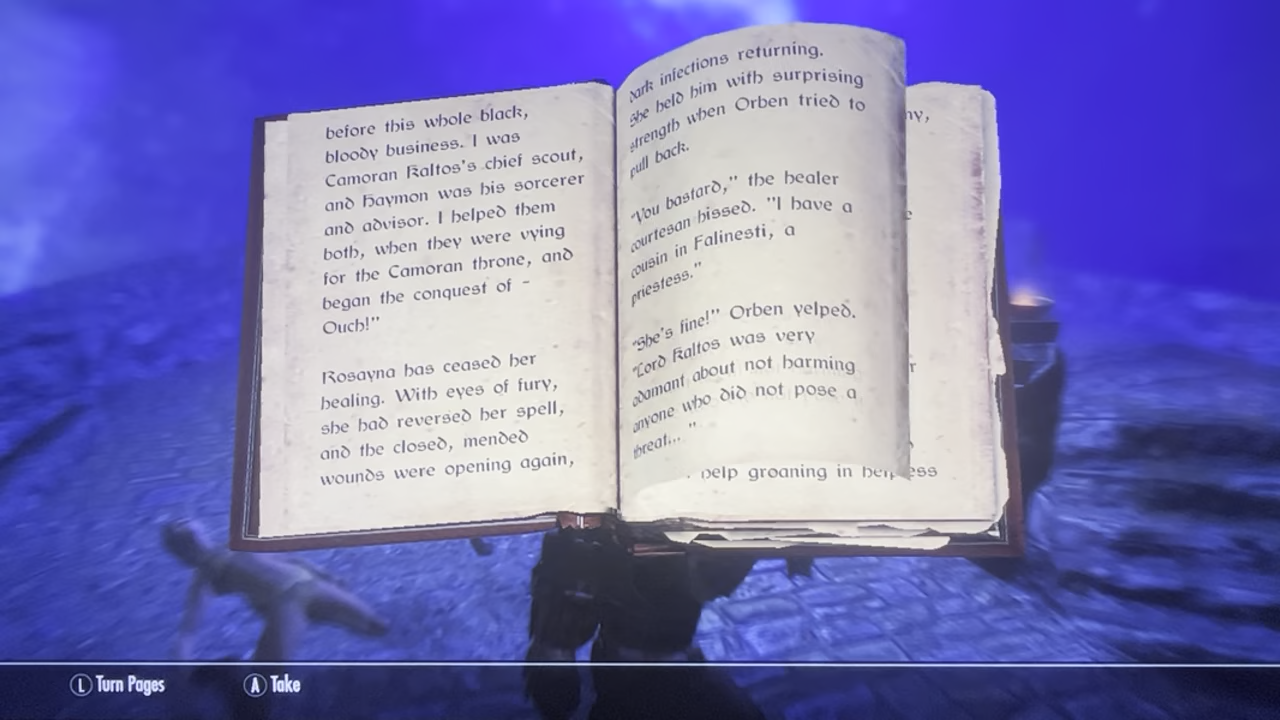 before this whole black,
bloody business. I was
Camoran Kaltos's chief scout,
and Haymon was his sorcerer
and advisor. I helped them
both, when they were vying
for the Camoran throne, and
began the conquest of -
Ouch!"
Rosayna has ceased her
healing. With eyes of fury,
she had reversed her spell,
and the closed, mended
wounds were opening again,
dark infections returning.
She held him with surprising
strength when Orben tried to
pull back.
"You bastard," the healer
courtesan hissed. "I have a
cousin in Falinesti, a
priestess."
"She's fine!" Orben yelped.
"Lord Kaltos was very
adamant about not harming
anyone who did not pose a
threat... "
help groaning in helpless
L Turn Pages
A Take